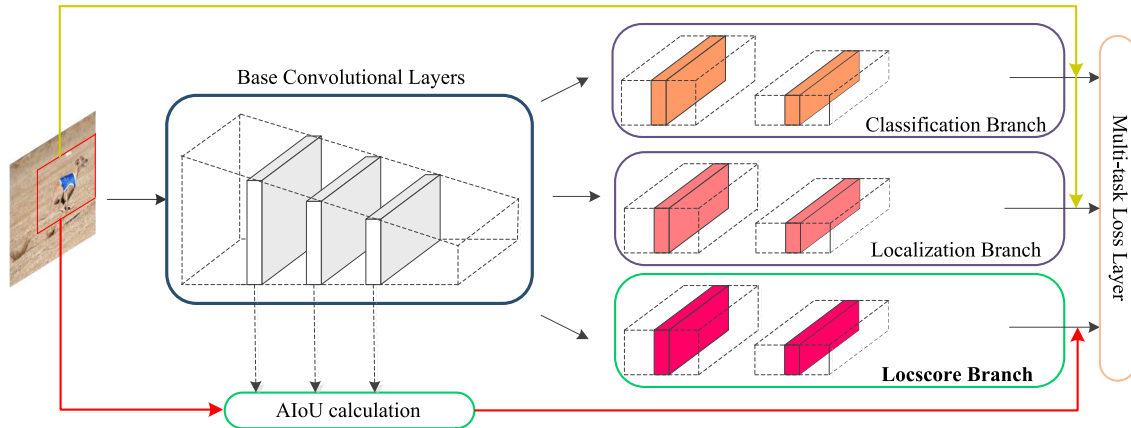 Base Convolutional Layers
Classification Branch
Localization Branch
Locscore Branch
AIoU calculation
Multi-task Loss Layer